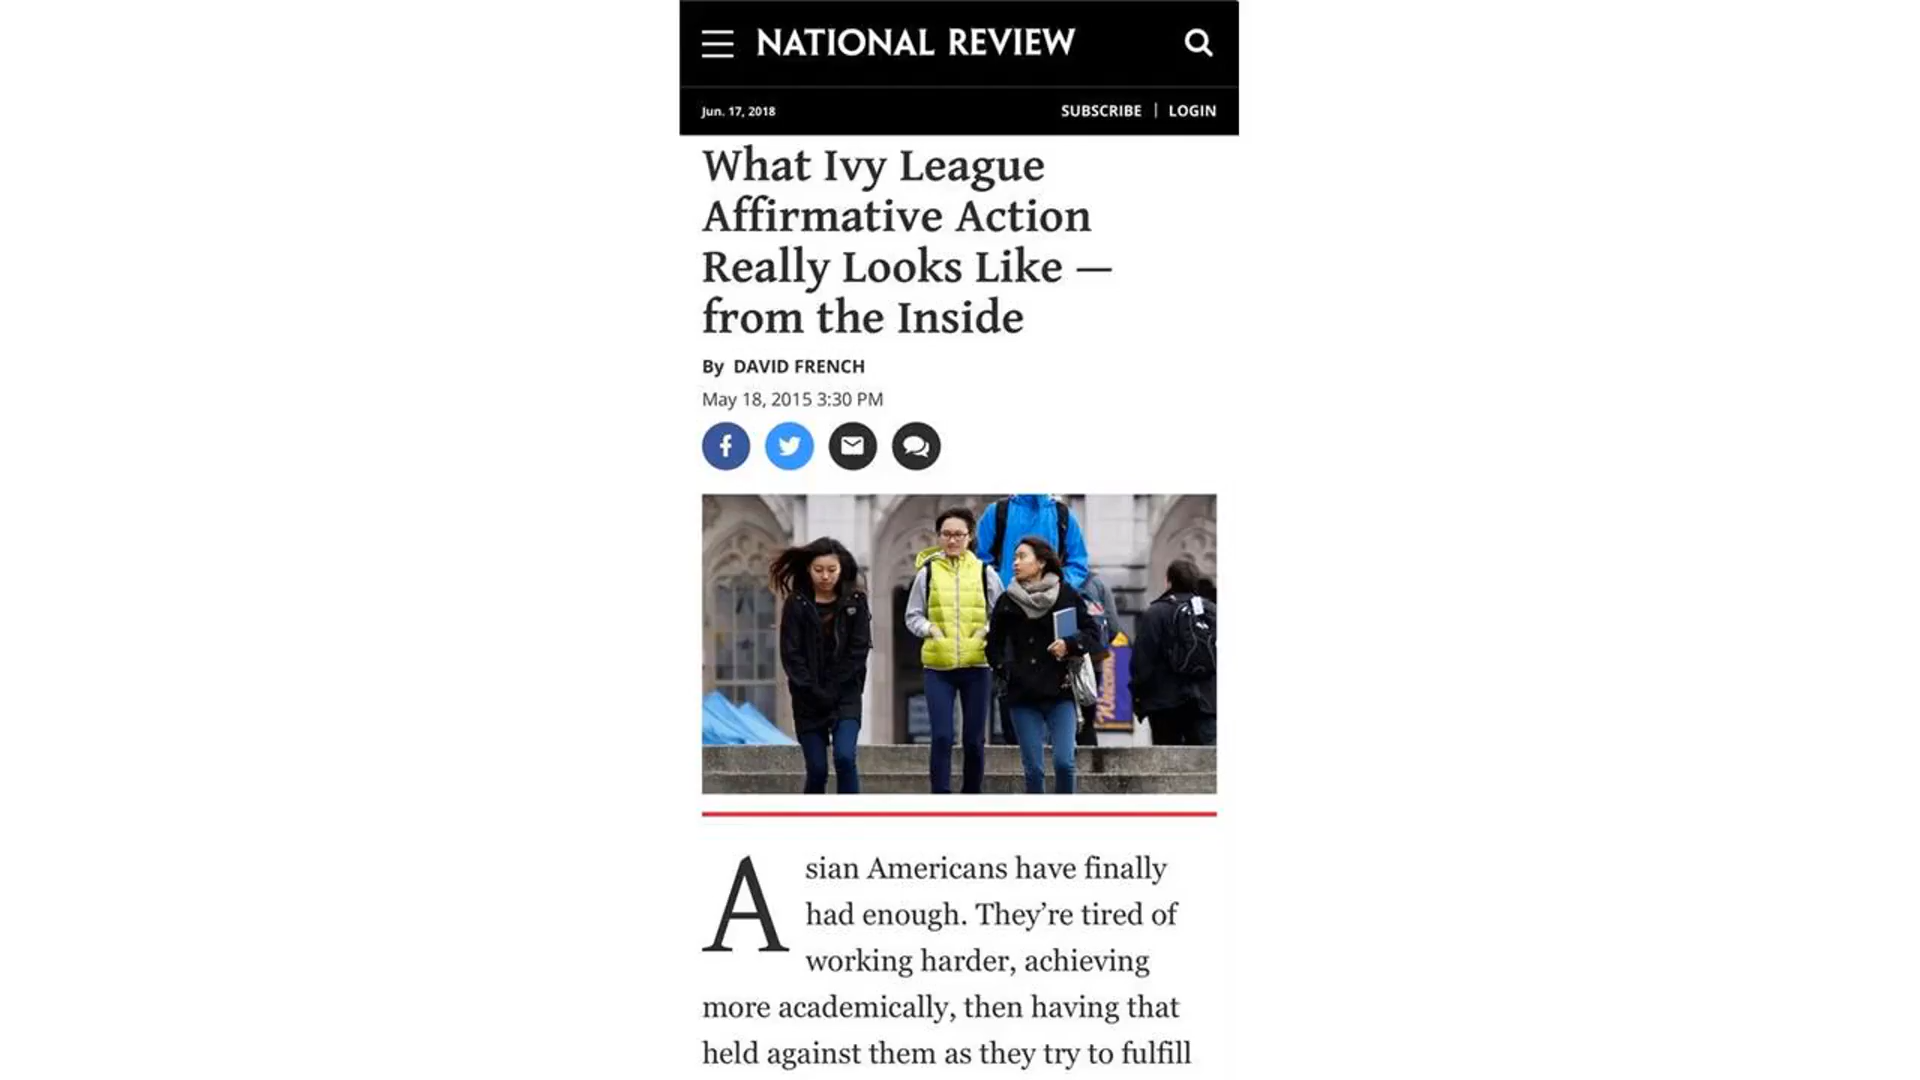 NATIONAL REVIEW
Jun. 17, 2018
SUBSCRIBE | LOGIN
What Ivy League
Affirmative Action
Really Looks Like —
from the Inside
By DAVID FRENCH
May 18, 2015 3:30 PM
Welcome
Asian Americans have finally
had enough. They’re tired of
working harder, achieving
more academically, then having that
held against them as they try to fulfill